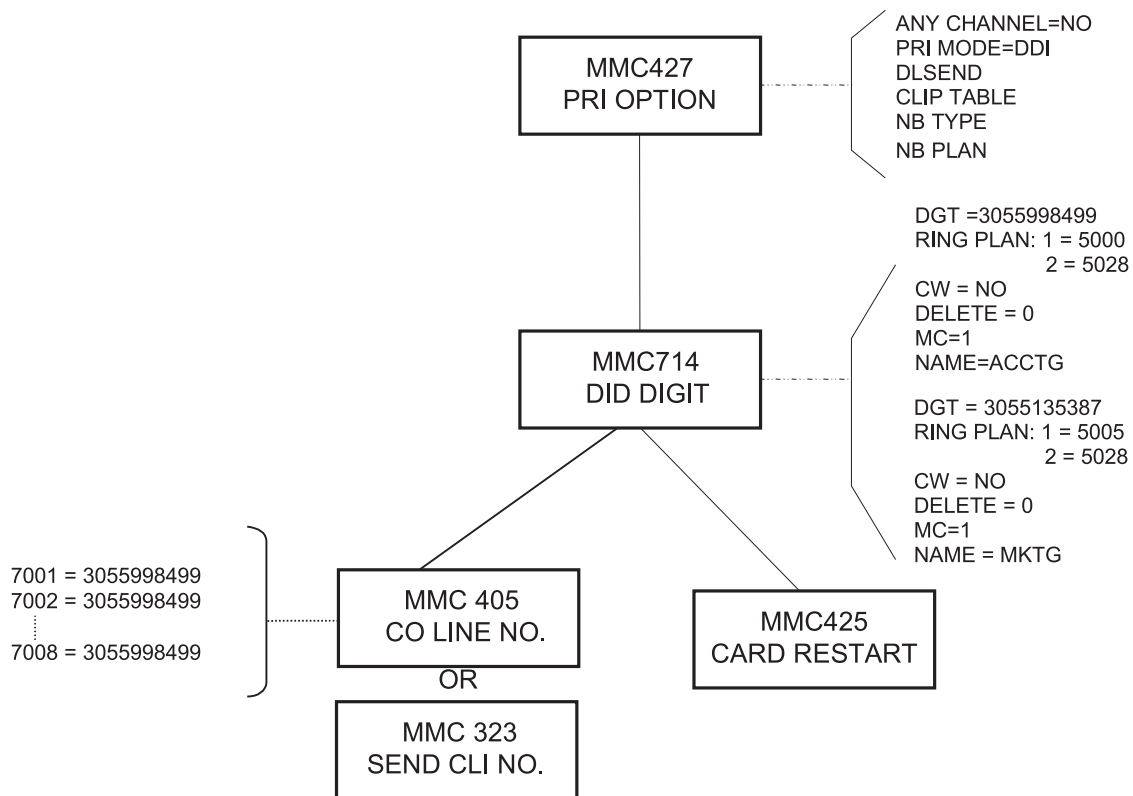 MMC427
PRI OPTION
ANY CHANNEL=NO
PRI MODE=DDI
DLSEND
CLIP TABLE
NB TYPE
NB PLAN
DGT =3055998499
RING PLAN: 1 = 5000
2 = 5028
CW = NO
DELETE = 0
MC=1
NAME=ACCTG
DGT = 3055135387
RING PLAN: 1 = 5005
2 = 5028
CW = NO
DELETE = 0
MC=1
NAME = MKTG
MMC714
DID DIGIT
7001 = 3055998499
7002 = 3055998499
7008 = 3055998499
MMC 405
CO LINE NO.
OR
MMC 323
SEND CLI NO.
MMC425
CARD RESTART